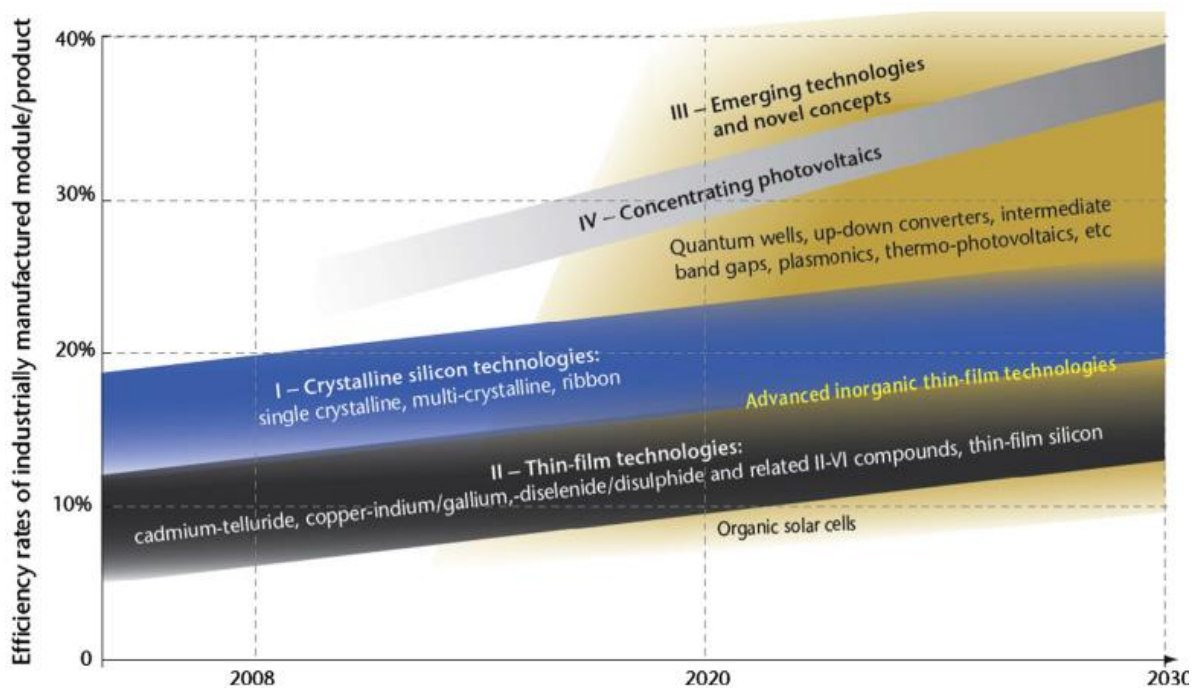 Efficiency rates of industrially manufactured module/product
40%
30%
20%
10%
0
III – Emerging technologies
and novel concepts
IV – Concentrating photovoltaics
Quantum wells, up-down converters, intermediate
band gaps, plasmonics, thermo-photovoltaics, etc
I – Crystalline silicon technologies:
single crystalline, multi-crystalline, ribbon
Advanced inorganic thin-film technologies
II – Thin-film technologies:
cadmium-telluride, copper-indium/gallium,-diselenide/disulphide and related II-VI compounds, thin-film silicon
Organic solar cells
2008
2020
2030